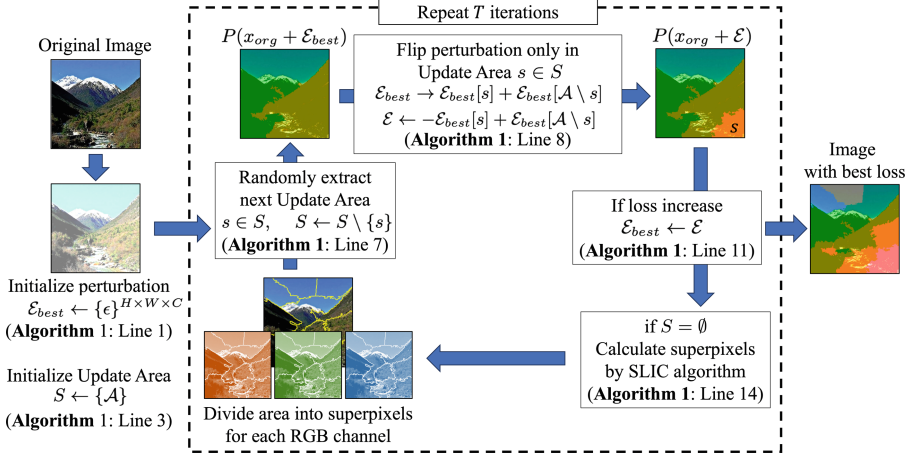 Repeat T iterations
Original Image
P(x_org + ℰ_best)
Flip perturbation only in
Update Area s ∈ S
ℰ_best → ℰ_best[s] + ℰ_best[𝒜 \ s]
ℰ ← −ℰ_best[s] + ℰ_best[𝒜 \ s]
(Algorithm 1: Line 8)
P(x_org + ℰ)
s
Randomly extract
next Update Area
s ∈ S, S ← S \ {s}
(Algorithm 1: Line 7)
If loss increase
ℰ_best ← ℰ
(Algorithm 1: Line 11)
Image
with best loss
Initialize perturbation
ℰ_best ← {ϵ}^{H×W×C}
(Algorithm 1: Line 1)
Initialize Update Area
S ← {𝒜}
(Algorithm 1: Line 3)
if S = ∅
Calculate superpixels
by SLIC algorithm
(Algorithm 1: Line 14)
Divide area into superpixels
for each RGB channel